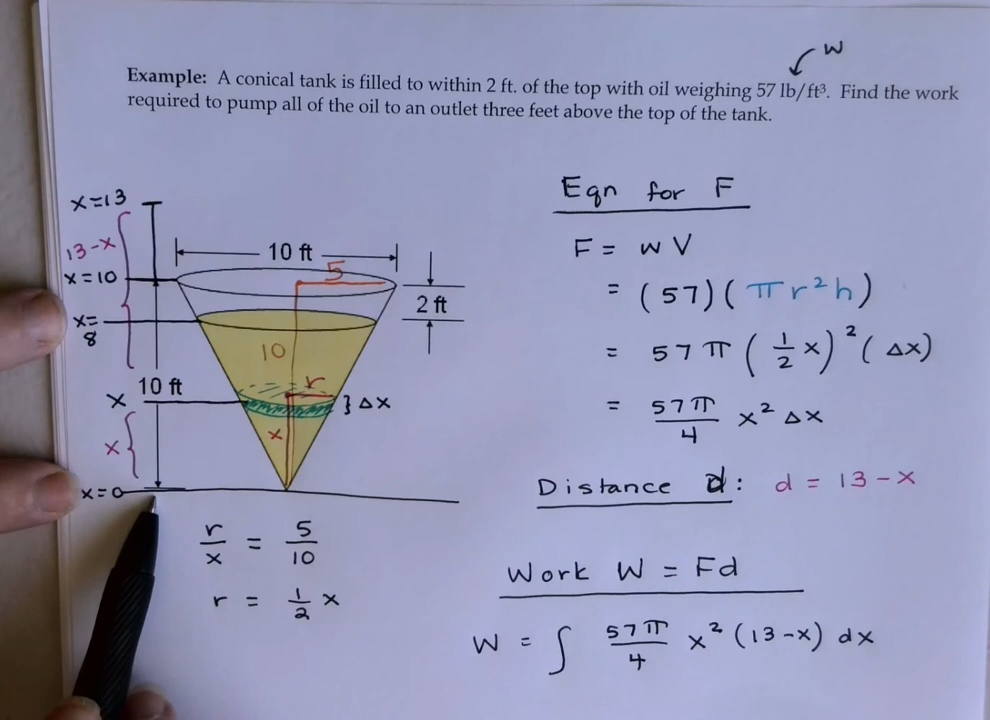 w
Example: A conical tank is filled to within 2 ft. of the top with oil weighing 57 lb/ft³. Find the work
required to pump all of the oil to an outlet three feet above the top of the tank.
x=13
13-x
x=10
x=
8
10 ft
x
x
x=0
10 ft
5
2 ft
10
r
} Δx
x
r/x = 5/10
r = 1/2 x
Eqn for F
F = wV
= (57)(πr²h)
= 57π(1/2 x)²(Δx)
= 57π/4 x² Δx
Distance d: d = 13-x
Work W = Fd
W = ∫ 57π/4 x² (13-x) dx